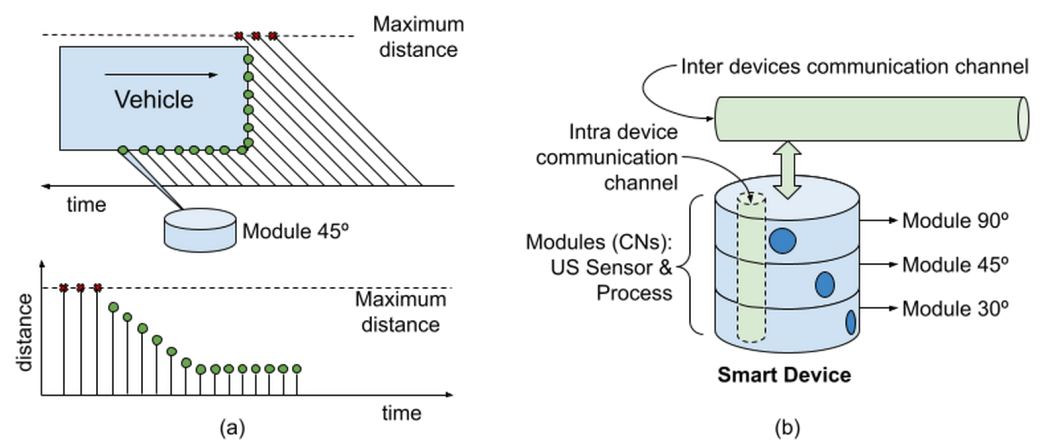 Maximum
distance
Vehicle
time
Module 45º
distance
Maximum
distance
time
(a)
Inter devices communication channel
Intra device
communication
channel
Modules (CNs):
US Sensor &
Process
Module 90º
Module 45º
Module 30º
Smart Device
(b)